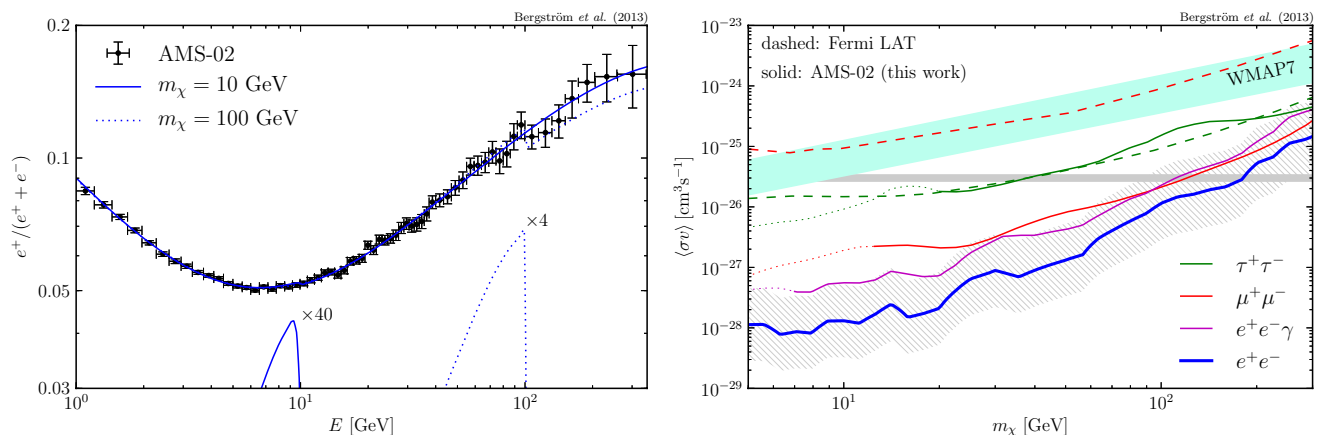 Bergström et al. (2013)
0.2
0.1
0.05
0.03
e⁺/(e⁺ + e⁻)
AMS-02
mχ = 10 GeV
mχ = 100 GeV
×40
×4
10⁰
10¹
10²
E [GeV]
Bergström et al. (2013)
10⁻²³
10⁻²⁴
10⁻²⁵
10⁻²⁶
10⁻²⁷
10⁻²⁸
10⁻²⁹
⟨σv⟩ [cm³s⁻¹]
dashed: Fermi LAT
solid: AMS-02 (this work)
WMAP7
τ⁺τ⁻
μ⁺μ⁻
e⁺e⁻γ
e⁺e⁻
10¹
10²
mχ [GeV]